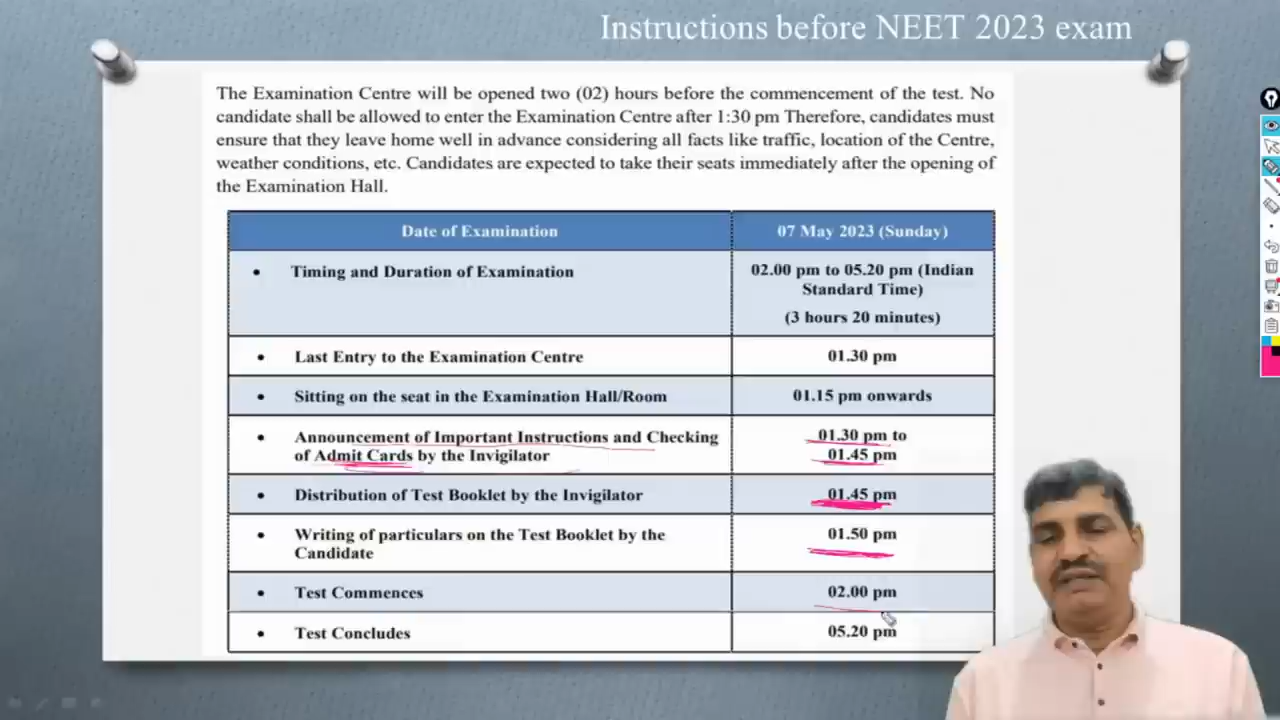 Instructions before NEET 2023 exam
The Examination Centre will be opened two (02) hours before the commencement of the test. No
candidate shall be allowed to enter the Examination Centre after 1:30 pm Therefore, candidates must
ensure that they leave home well in advance considering all facts like traffic, location of the Centre,
weather conditions, etc. Candidates are expected to take their seats immediately after the opening of
the Examination Hall.
Date of Examination
07 May 2023 (Sunday)
• Timing and Duration of Examination
02.00 pm to 05.20 pm (Indian
Standard Time)
(3 hours 20 minutes)
• Last Entry to the Examination Centre
01.30 pm
• Sitting on the seat in the Examination Hall/Room
01.15 pm onwards
• Announcement of Important Instructions and Checking
of Admit Cards by the Invigilator
01.30 pm to
01.45 pm
• Distribution of Test Booklet by the Invigilator
01.45 pm
• Writing of particulars on the Test Booklet by the
Candidate
01.50 pm
• Test Commences
02.00 pm
• Test Concludes
05.20 pm